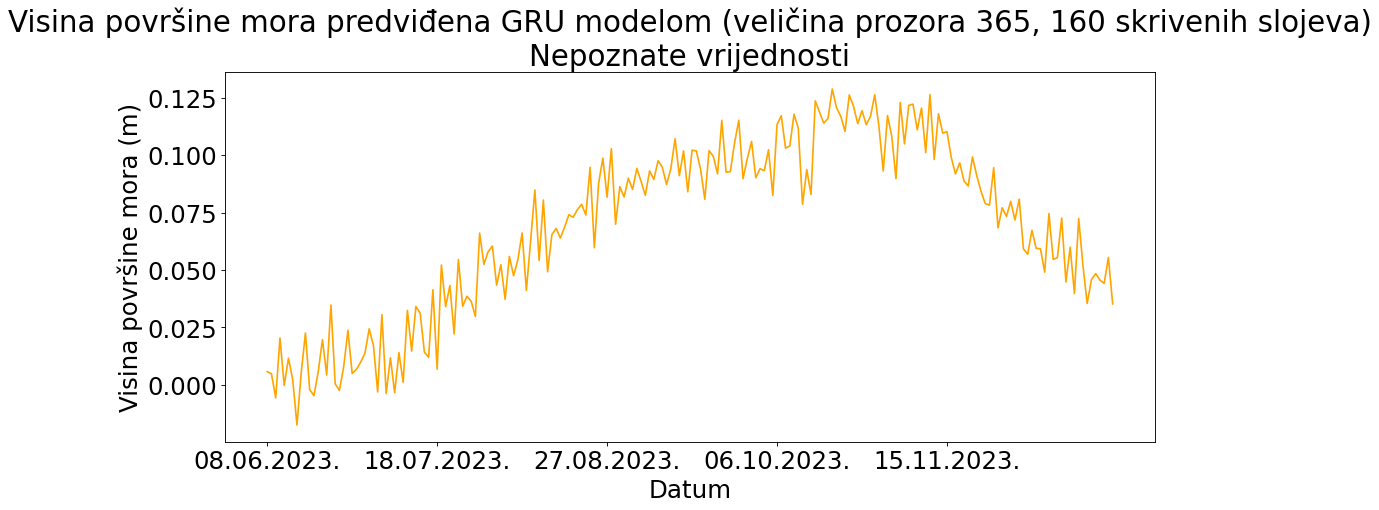 Visina površine mora predviđena GRU modelom (veličina prozora 365, 160 skrivenih slojeva)
Nepoznate vrijednosti
Visina površine mora (m)
0.125
0.100
0.075
0.050
0.025
0.000
08.06.2023. 18.07.2023. 27.08.2023. 06.10.2023. 15.11.2023.
Datum